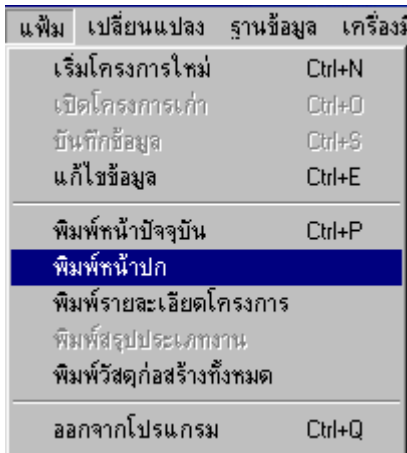 แฟ้ม เปลี่ยนแปลง ฐานข้อมูล
เริ่มโครงการใหม่ Ctrl+N
เปิดโครงการเก่า Ctrl+O
บันทึกข้อมูล Ctrl+S
แก้ไขข้อมูล Ctrl+E
พิมพ์หน้าปัจจุบัน Ctrl+P
พิมพ์หน้าปก
พิมพ์รายละเอียดโครงการ
พิมพ์สรุปประเภทงาน
พิมพ์วัสดุก่อสร้างทั้งหมด
ออกจากโปรแกรม Ctrl+Q